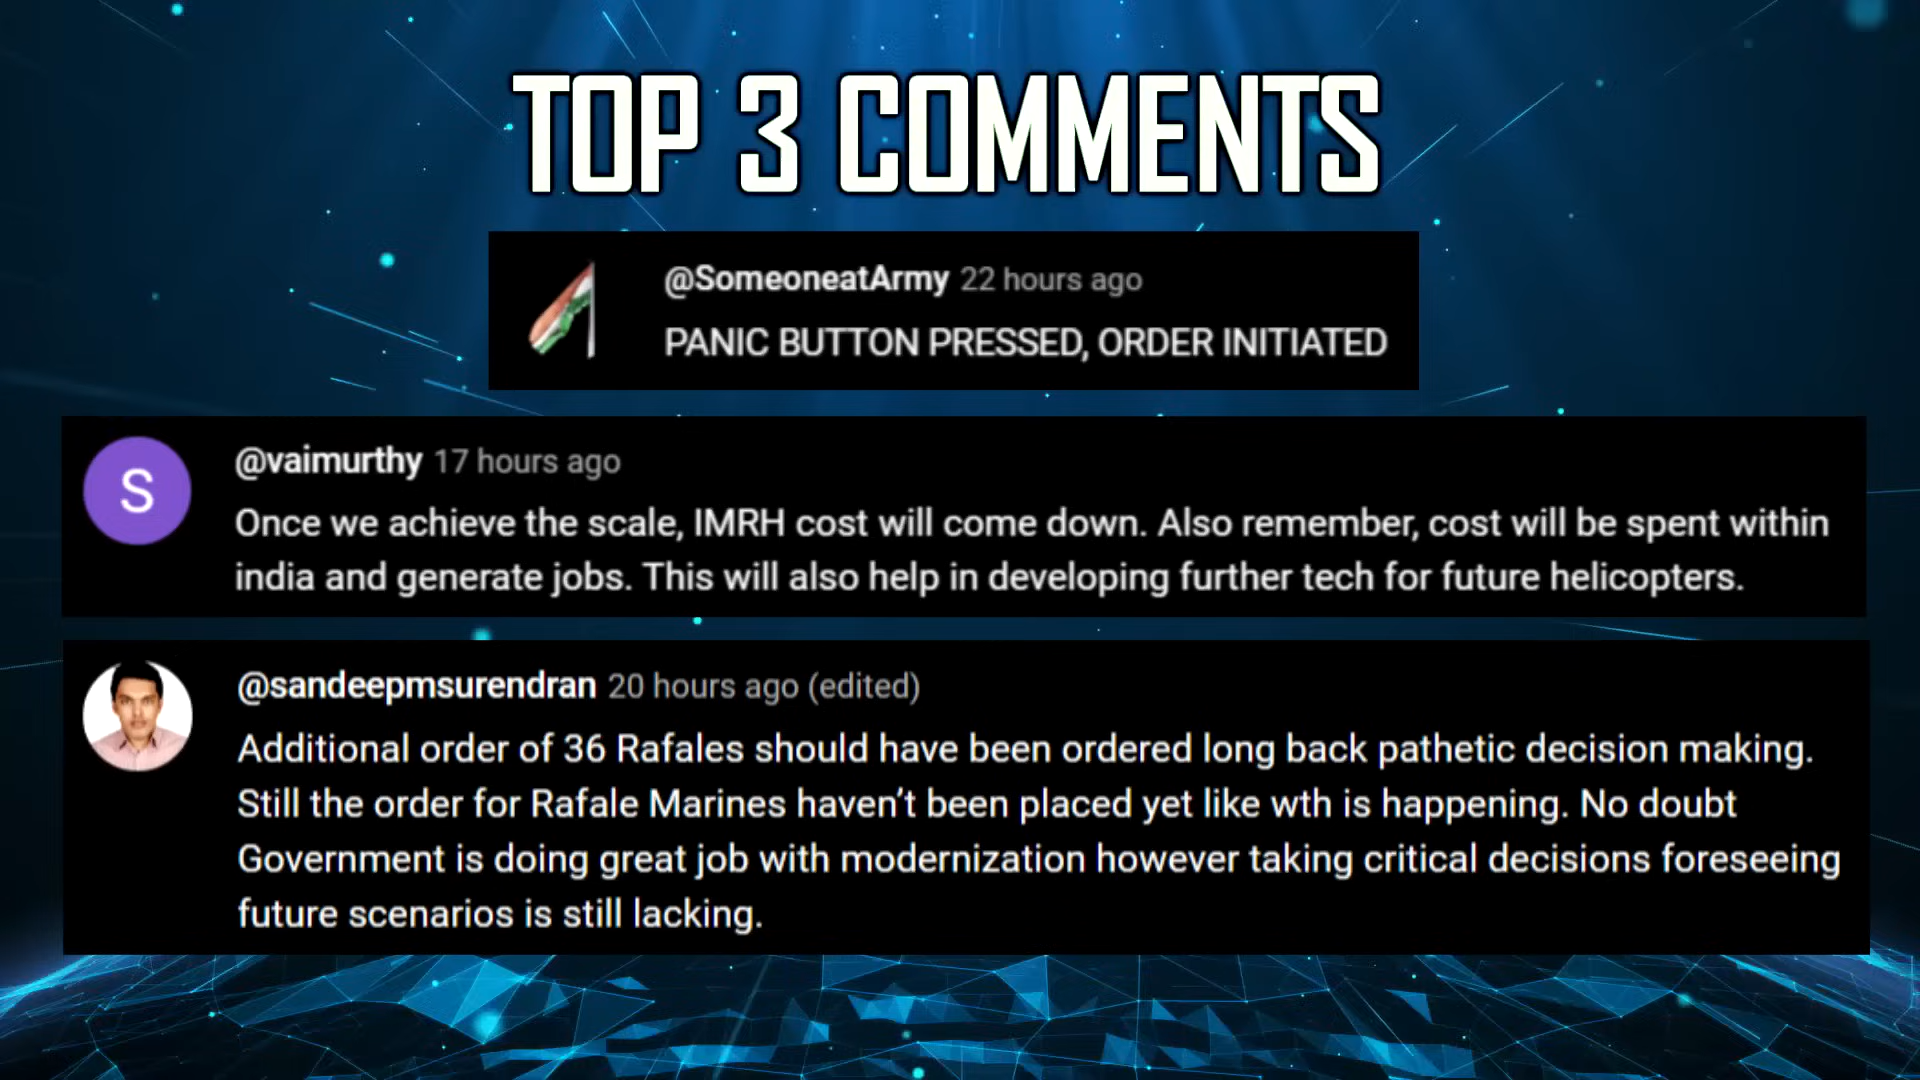 TOP 3 COMMENTS
@SomeoneatArmy 22 hours ago
PANIC BUTTON PRESSED, ORDER INITIATED
S
@vaimurthy 17 hours ago
Once we achieve the scale, IMRH cost will come down. Also remember, cost will be spent within
india and generate jobs. This will also help in developing further tech for future helicopters.
@sandeepmsurendran 20 hours ago (edited)
Additional order of 36 Rafales should have been ordered long back pathetic decision making.
Still the order for Rafale Marines haven’t been placed yet like wth is happening. No doubt
Government is doing great job with modernization however taking critical decisions foreseeing
future scenarios is still lacking.